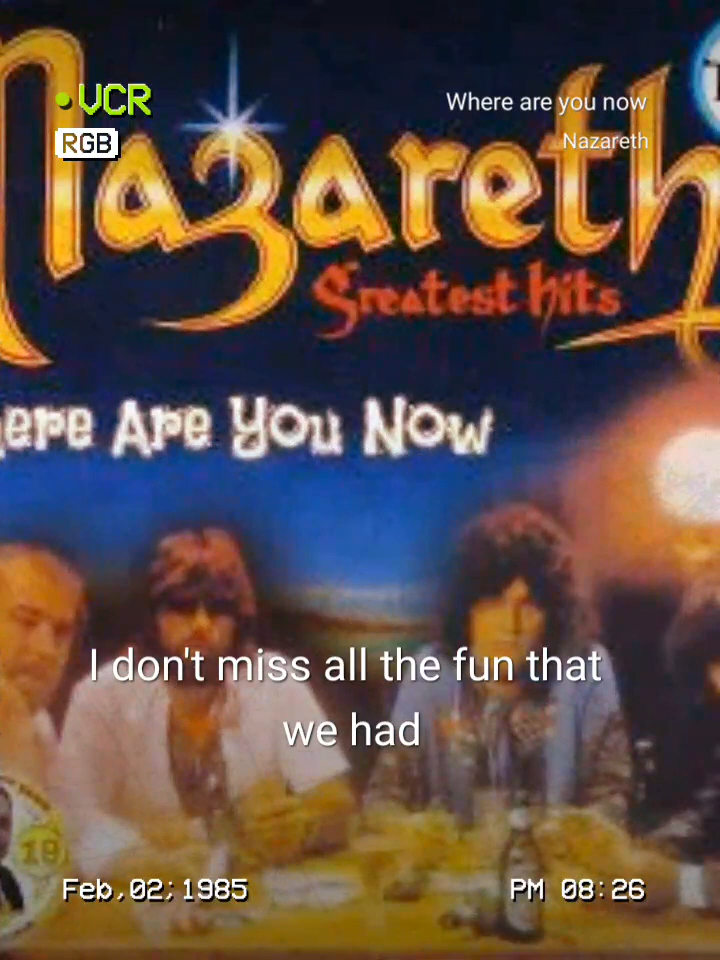 VCR
RGB
Where are you now
Nazareth
Nazareth
Greatest hits
ere Are You Now
I don't miss all the fun that
we had
18
Feb,02;1985
PM 08:26